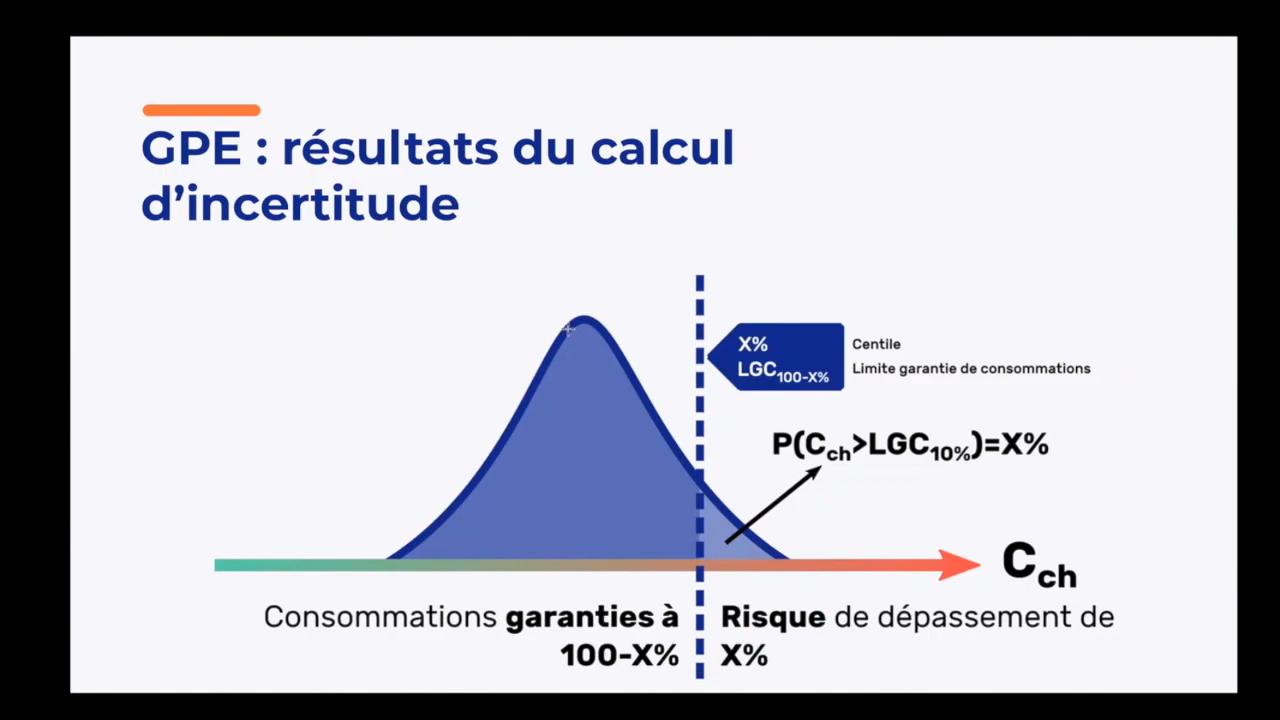 GPE : résultats du calcul
d’incertitude
X%
Centile
LGC100-X%
Limite garantie de consommations
P(Cch>LGC10%)=X%
Cch
Consommations garanties à
100-X%
Risque de dépassement de
X%